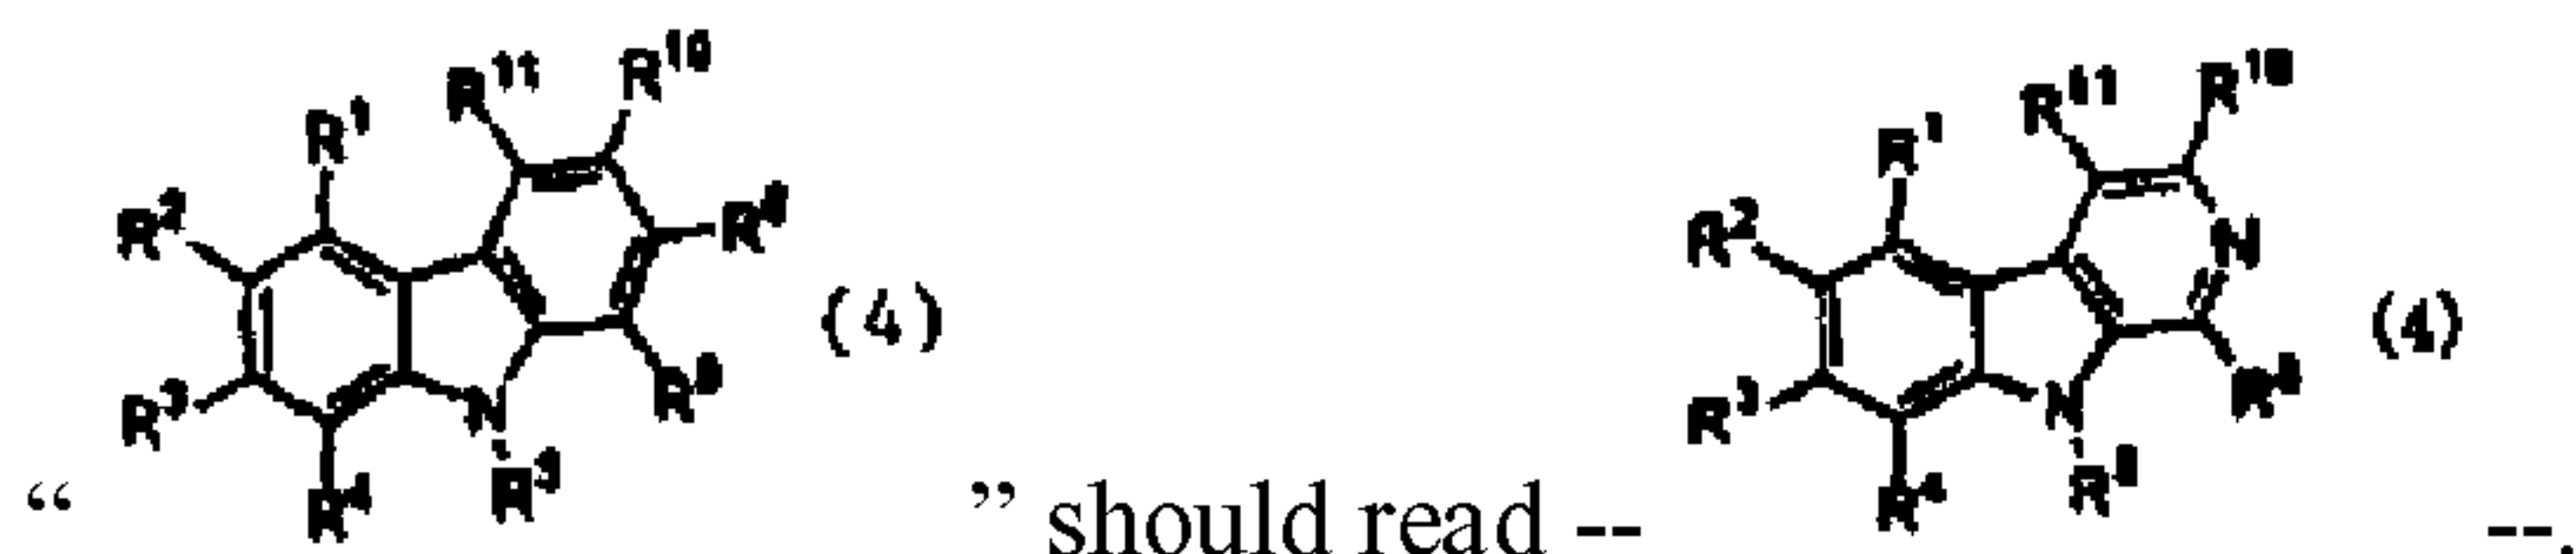 R¹¹ R¹⁰ R¹¹ R¹⁰
R¹ R¹
R² R² N
(4) (4)
R³ R³
N N
R⁴ R⁴
“ ” should read -- --.